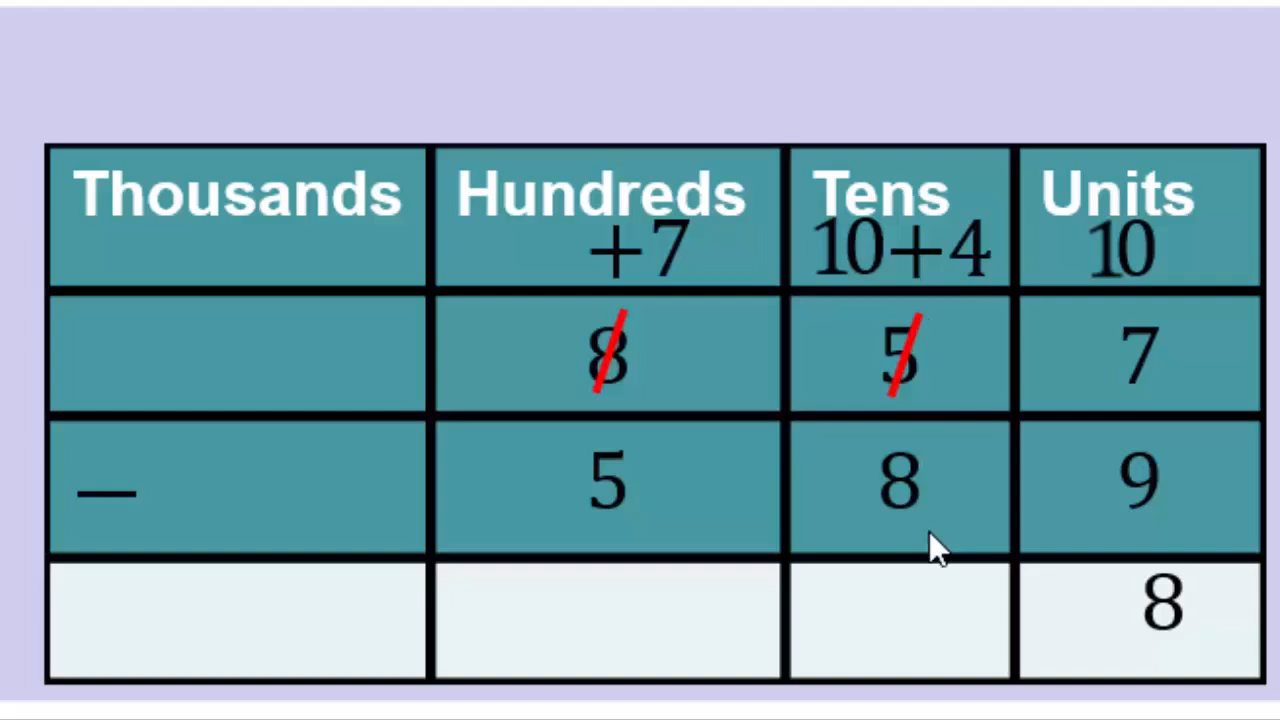 Thousands Hundreds Tens Units
+7 10+4 10
8 5 7
— 5 8 9
8